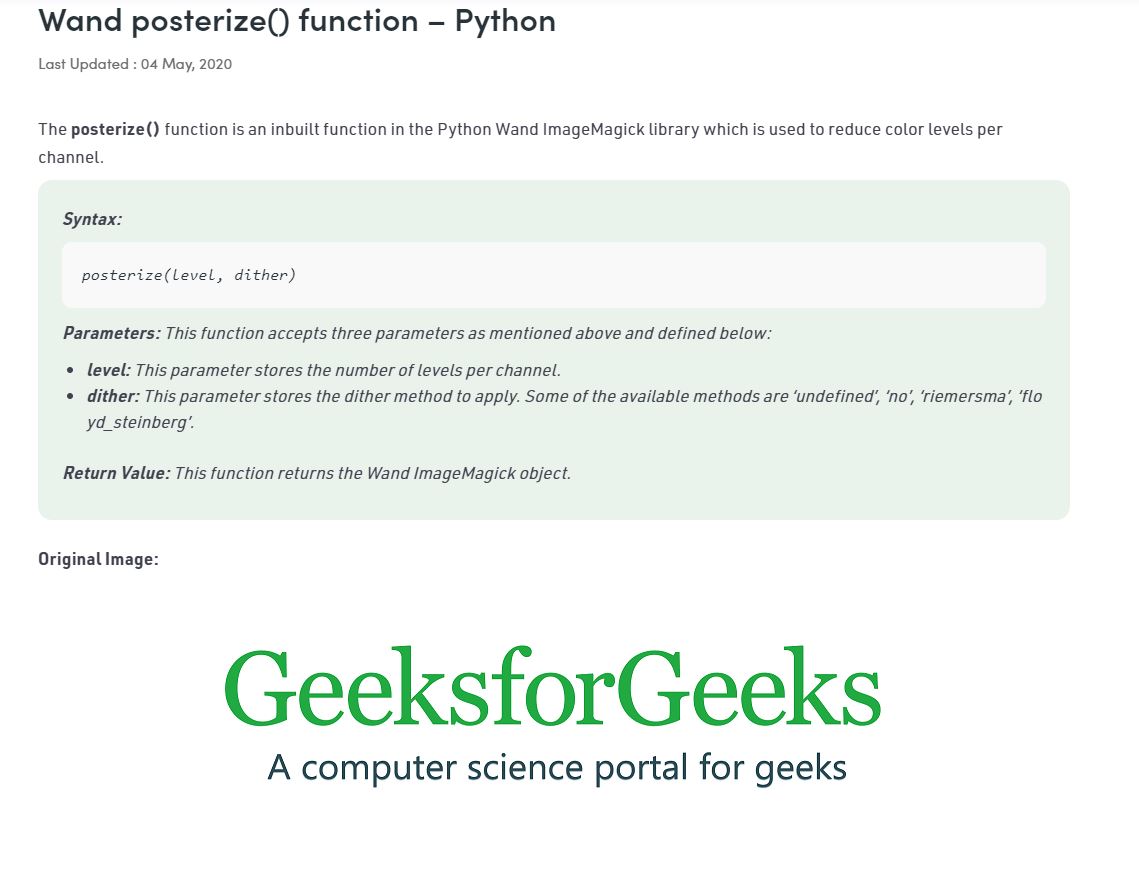 Wand posterize() function – Python
Last Updated : 04 May, 2020
The posterize() function is an inbuilt function in the Python Wand ImageMagick library which is used to reduce color levels per
channel.
Syntax:
posterize(level, dither)
Parameters: This function accepts three parameters as mentioned above and defined below:
• level: This parameter stores the number of levels per channel.
• dither: This parameter stores the dither method to apply. Some of the available methods are ‘undefined’, ‘no’, ‘riemersma’, ‘flo
yd_steinberg’.
Return Value: This function returns the Wand ImageMagick object.
Original Image:
GeeksforGeeks
A computer science portal for geeks